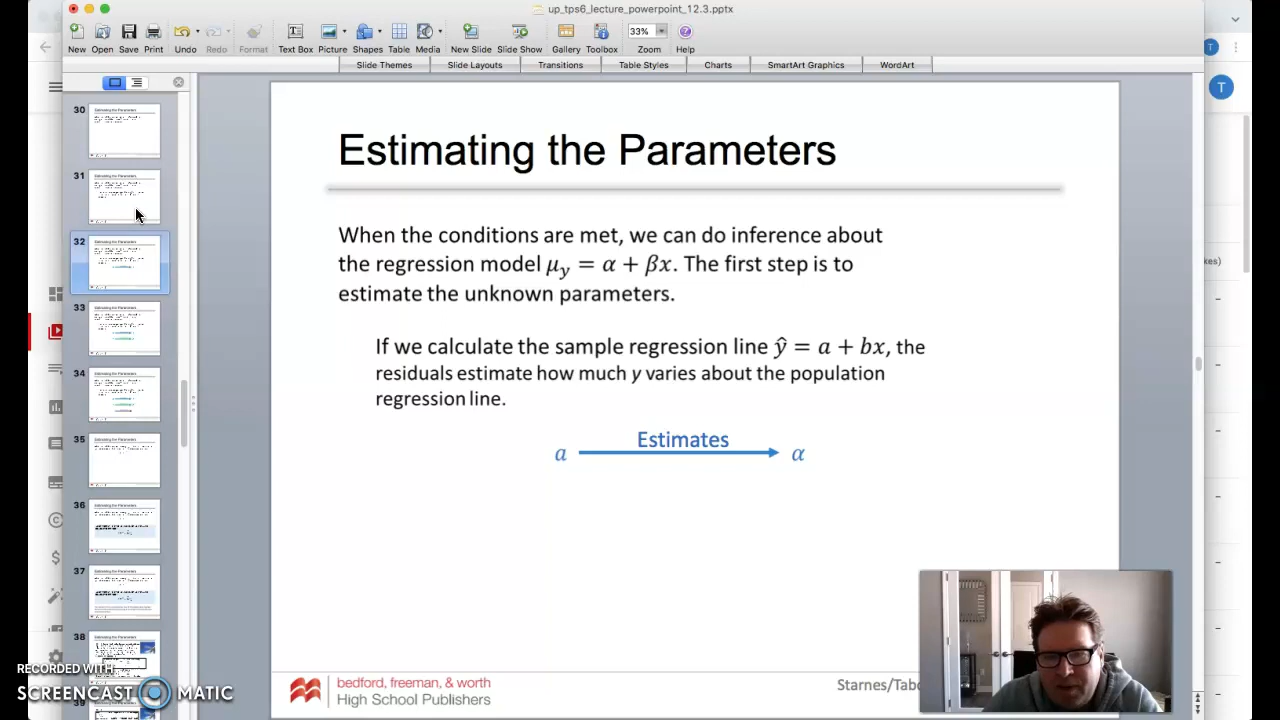 up_tps6_lecture_powerpoint_12.3.pptx
33%
New Open Save Print Undo Redo Format Text Box Picture Shapes Table Media New Slide Slide Show Gallery Toolbox Zoom Help
Slide Themes Slide Layouts Transitions Table Styles Charts SmartArt Graphics WordArt
T
T
30
31
32
33
34
35
36
37
38
39
Estimating the Parameters
When the conditions are met, we can do inference about
the regression model μ_y = α + βx. The first step is to
estimate the unknown parameters.
If we calculate the sample regression line ŷ = a + bx, the
residuals estimate how much y varies about the population
regression line.
Estimates
a α
bedford, freeman, & worth
High School Publishers
Starnes/Tabo
RECORDED WITH
SCREENCAST MATIC